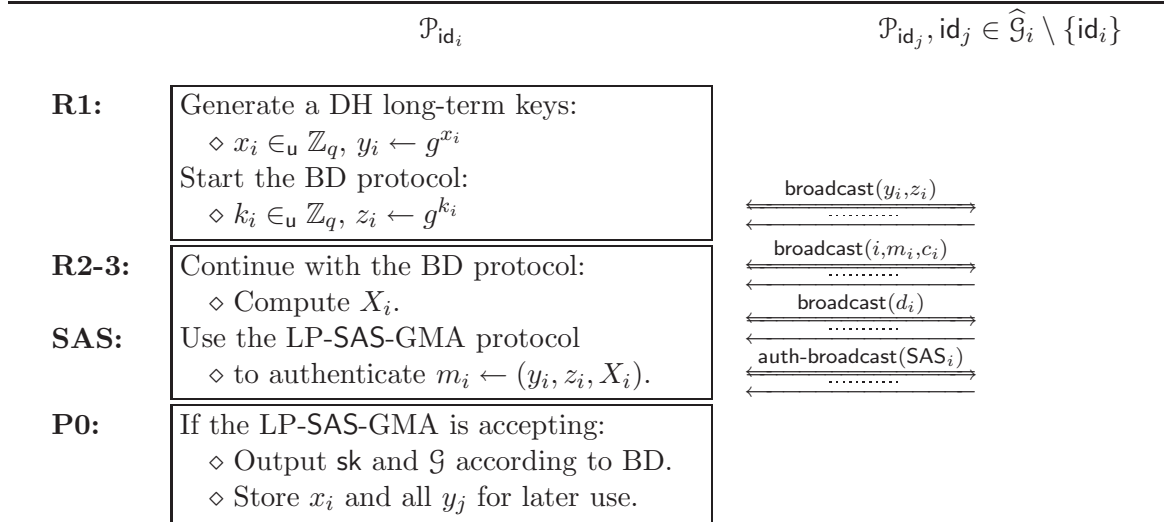 𝒫_{id_i}    𝒫_{id_j}, id_j ∈ 𝒢̂_i \ {id_i}
R1: Generate a DH long-term keys:
⋄ x_i ∈_u ℤ_q, y_i ← g^{x_i}
Start the BD protocol:
broadcast(y_i,z_i)
⋄ k_i ∈_u ℤ_q, z_i ← g^{k_i}
..........
R2-3: Continue with the BD protocol:
broadcast(i,m_i,c_i)
..........
⋄ Compute X_i.
broadcast(d_i)
..........
SAS: Use the LP-SAS-GMA protocol
auth-broadcast(SAS_i)
..........
⋄ to authenticate m_i ← (y_i, z_i, X_i).
P0: If the LP-SAS-GMA is accepting:
⋄ Output sk and 𝒢 according to BD.
⋄ Store x_i and all y_j for later use.